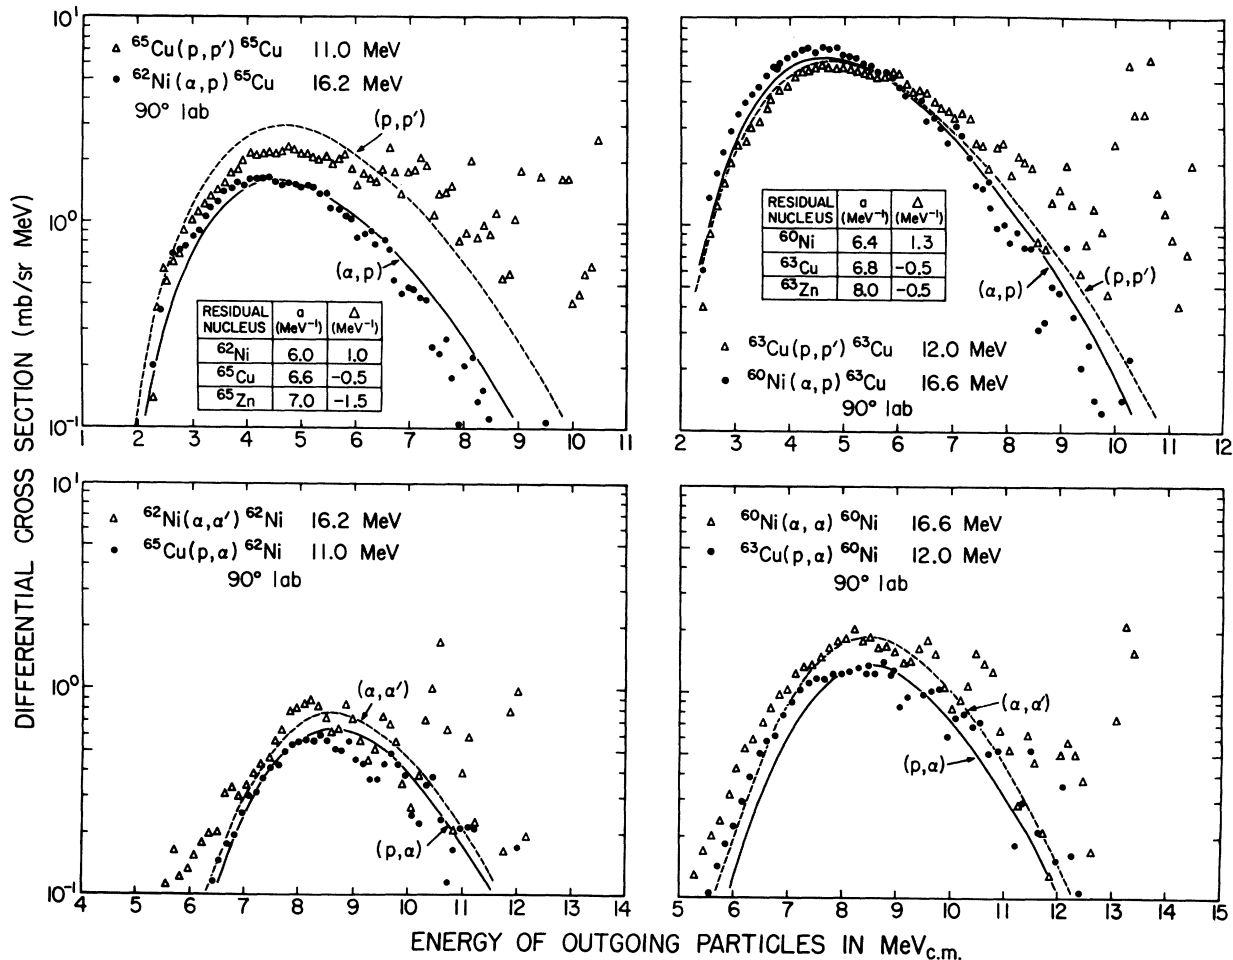 DIFFERENTIAL CROSS SECTION (mb/sr MeV)
10¹
10⁰
10⁻¹
△ ⁶⁵Cu(p,p')⁶⁵Cu 11.0 MeV
● ⁶²Ni(α,p)⁶⁵Cu 16.2 MeV
90° lab
(p,p')
(α,p)
RESIDUAL NUCLEUS a (MeV⁻¹) Δ (MeV⁻¹)
⁶²Ni 6.0 1.0
⁶⁵Cu 6.6 -0.5
⁶⁵Zn 7.0 -1.5
1 2 3 4 5 6 7 8 9 10 11
RESIDUAL NUCLEUS a (MeV⁻¹) Δ (MeV⁻¹)
⁶⁰Ni 6.4 1.3
⁶³Cu 6.8 -0.5
⁶³Zn 8.0 -0.5
(α,p)
(p,p')
△ ⁶³Cu(p,p')⁶³Cu 12.0 MeV
● ⁶⁰Ni(α,p)⁶³Cu 16.6 MeV
90° lab
2 3 4 5 6 7 8 9 10 11 12
10¹
10⁰
10⁻¹
△ ⁶²Ni(α,α')⁶²Ni 16.2 MeV
● ⁶⁵Cu(p,α)⁶²Ni 11.0 MeV
90° lab
(α,α')
(p,α)
4 5 6 7 8 9 10 11 12 13 14
△ ⁶⁰Ni(α,α)⁶⁰Ni 16.6 MeV
● ⁶³Cu(p,α)⁶⁰Ni 12.0 MeV
90° lab
(α,α')
(p,α)
5 6 7 8 9 10 11 12 13 14 15
ENERGY OF OUTGOING PARTICLES IN MeV c.m.